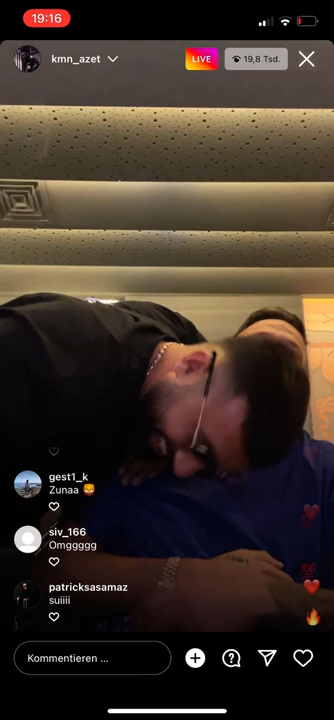 19:16
kmn_azet
LIVE
19,8 Tsd.
gest1_k
Zunaa 🦁
siv_166
Omggggg
patricksasamaz
suiiii
💯
Kommentieren ...